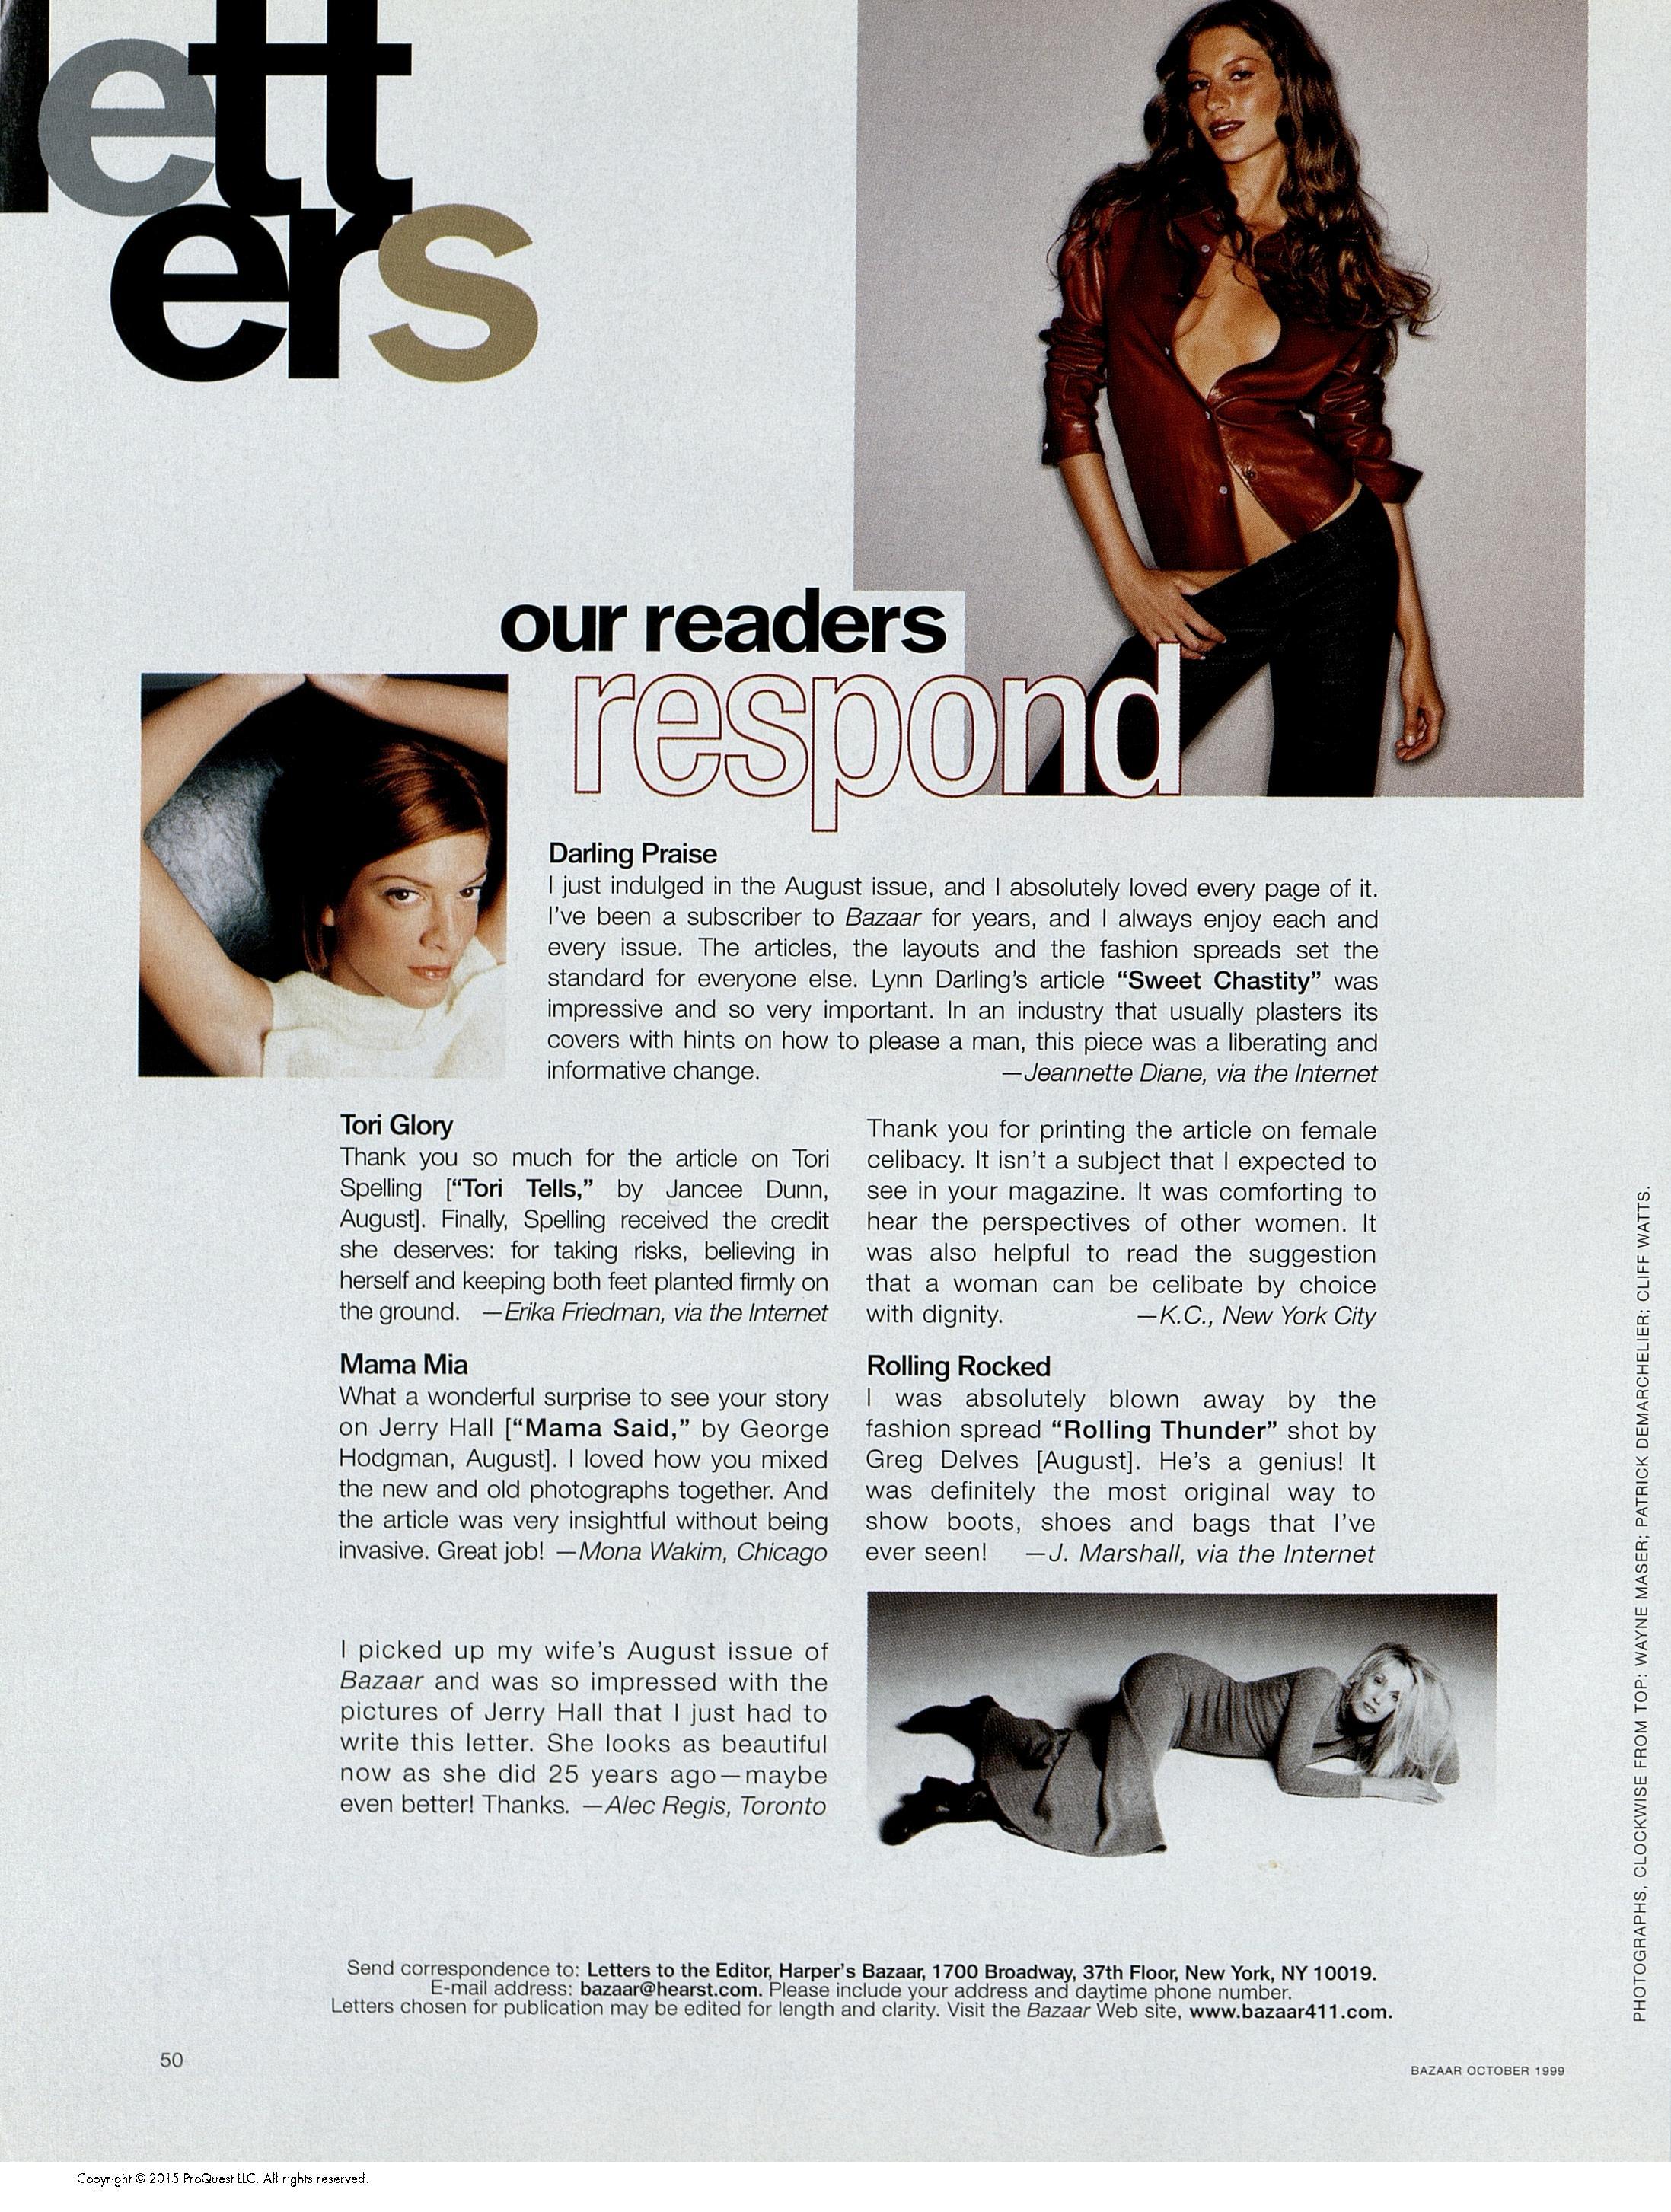 lett
ers
our readers
respond
Darling Praise
I just indulged in the August issue, and I absolutely loved every page of it.
I've been a subscriber to Bazaar for years, and I always enjoy each and
every issue. The articles, the layouts and the fashion spreads set the
standard for everyone else. Lynn Darling's article “Sweet Chastity” was
impressive and so very important. In an industry that usually plasters its
covers with hints on how to please a man, this piece was a liberating and
informative change. —Jeannette Diane, via the Internet
Tori Glory
Thank you so much for the article on Tori
Spelling [“Tori Tells,” by Jancee Dunn,
August]. Finally, Spelling received the credit
she deserves: for taking risks, believing in
herself and keeping both feet planted firmly on
the ground. —Erika Friedman, via the Internet
Mama Mia
What a wonderful surprise to see your story
on Jerry Hall [“Mama Said,” by George
Hodgman, August]. I loved how you mixed
the new and old photographs together. And
the article was very insightful without being
invasive. Great job! —Mona Wakim, Chicago
I picked up my wife's August issue of
Bazaar and was so impressed with the
pictures of Jerry Hall that I just had to
write this letter. She looks as beautiful
now as she did 25 years ago—maybe
even better! Thanks. —Alec Regis, Toronto
Thank you for printing the article on female
celibacy. It isn't a subject that I expected to
see in your magazine. It was comforting to
hear the perspectives of other women. It
was also helpful to read the suggestion
that a woman can be celibate by choice
with dignity. —K.C., New York City
Rolling Rocked
I was absolutely blown away by the
fashion spread “Rolling Thunder” shot by
Greg Delves [August]. He's a genius! It
was definitely the most original way to
show boots, shoes and bags that I've
ever seen! —J. Marshall, via the Internet
Send correspondence to: Letters to the Editor, Harper's Bazaar, 1700 Broadway, 37th Floor, New York, NY 10019.
E-mail address: bazaar@hearst.com. Please include your address and daytime phone number.
Letters chosen for publication may be edited for length and clarity. Visit the Bazaar Web site, www.bazaar411.com.
PHOTOGRAPHS, CLOCKWISE FROM TOP: WAYNE MASER; PATRICK DEMARCHELIER; CLIFF WATTS.
50
BAZAAR OCTOBER 1999
Copyright © 2015 ProQuest LLC. All rights reserved.